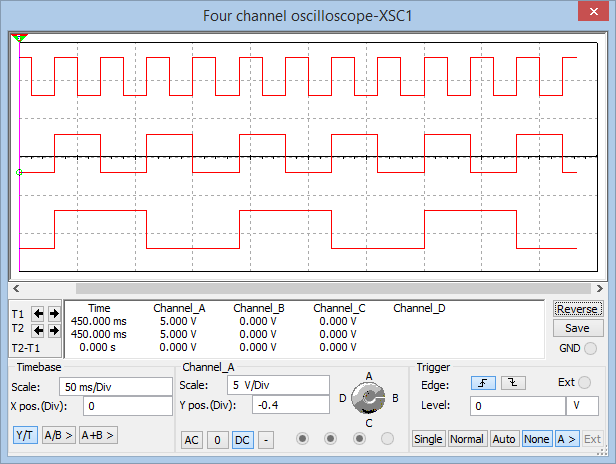 Four channel oscilloscope-XSC1
Time Channel_A Channel_B Channel_C Channel_D
T1 450.000 ms 5.000 V 0.000 V 0.000 V
T2 450.000 ms 5.000 V 0.000 V 0.000 V
T2-T1 0.000 s 0.000 V 0.000 V 0.000 V
Reverse
Save
GND
Timebase
Scale: 50 ms/Div
X pos.(Div): 0
Y/T A/B > A+B >
Channel_A
Scale: 5 V/Div
Y pos.(Div): -0.4
A
D B
C
AC 0 DC -
Trigger
Edge: Ext
Level: 0 V
Single Normal Auto None A > Ext